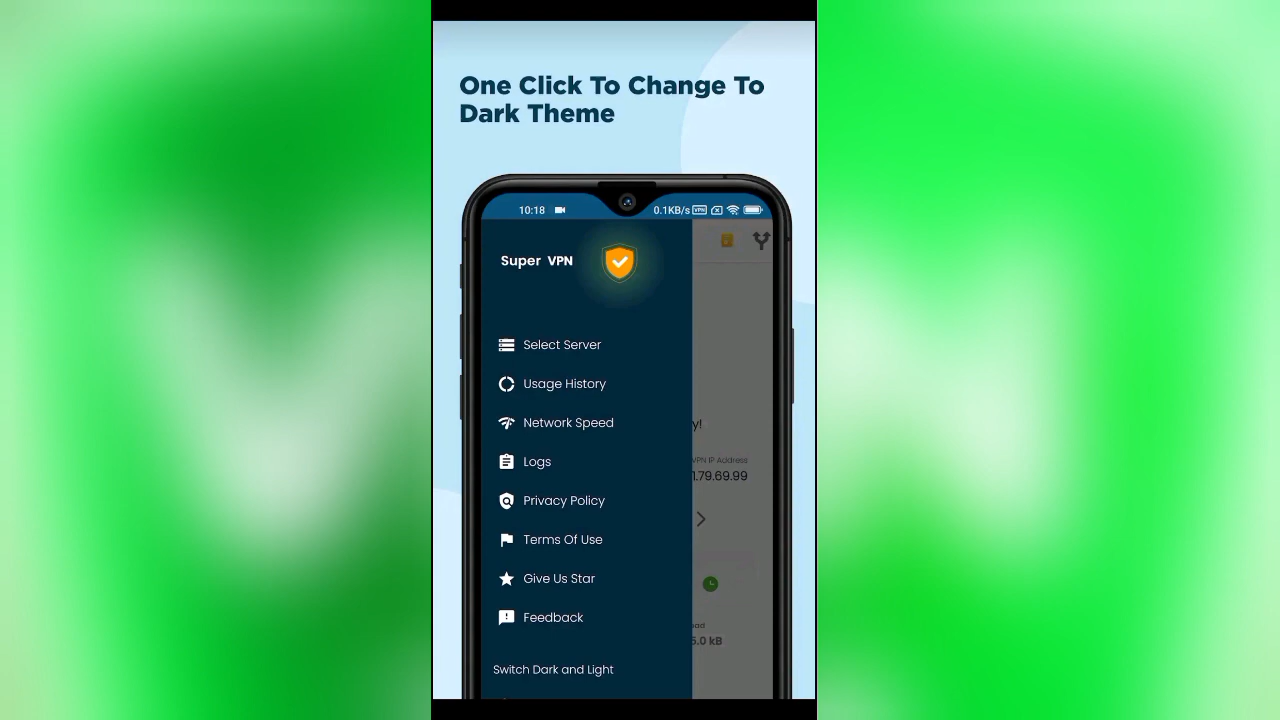 One Click To Change To
Dark Theme
10:18
0.1KB/s VPN
Super VPN
Select Server
Usage History
Network Speed
Logs
Privacy Policy
Terms Of Use
Give Us Star
Feedback
Switch Dark and Light
y!
VPN IP Address
1.79.69.99
oad
5.0 kB